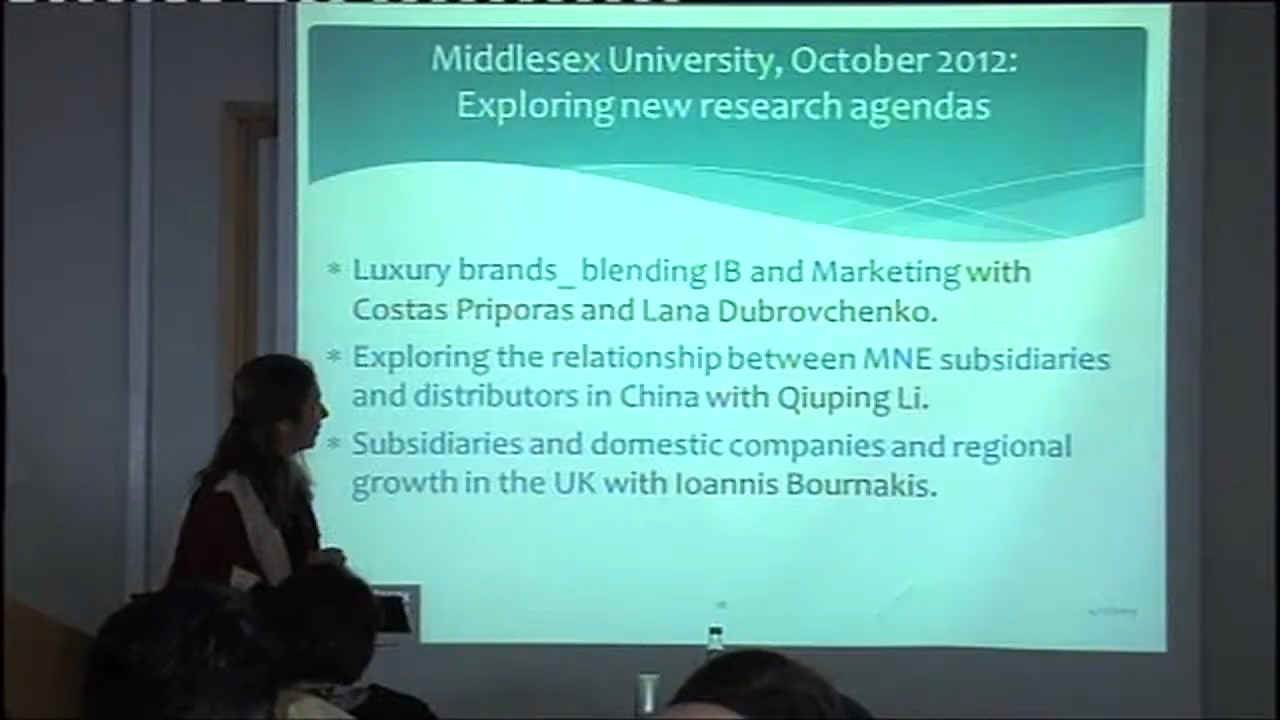 Middlesex University, October 2012:
Exploring new research agendas
* Luxury brands_ blending IB and Marketing with
Costas Priporas and Lana Dubrovchenko.
* Exploring the relationship between MNE subsidiaries
and distributors in China with Qiuping Li.
* Subsidiaries and domestic companies and regional
growth in the UK with Ioannis Bournakis.